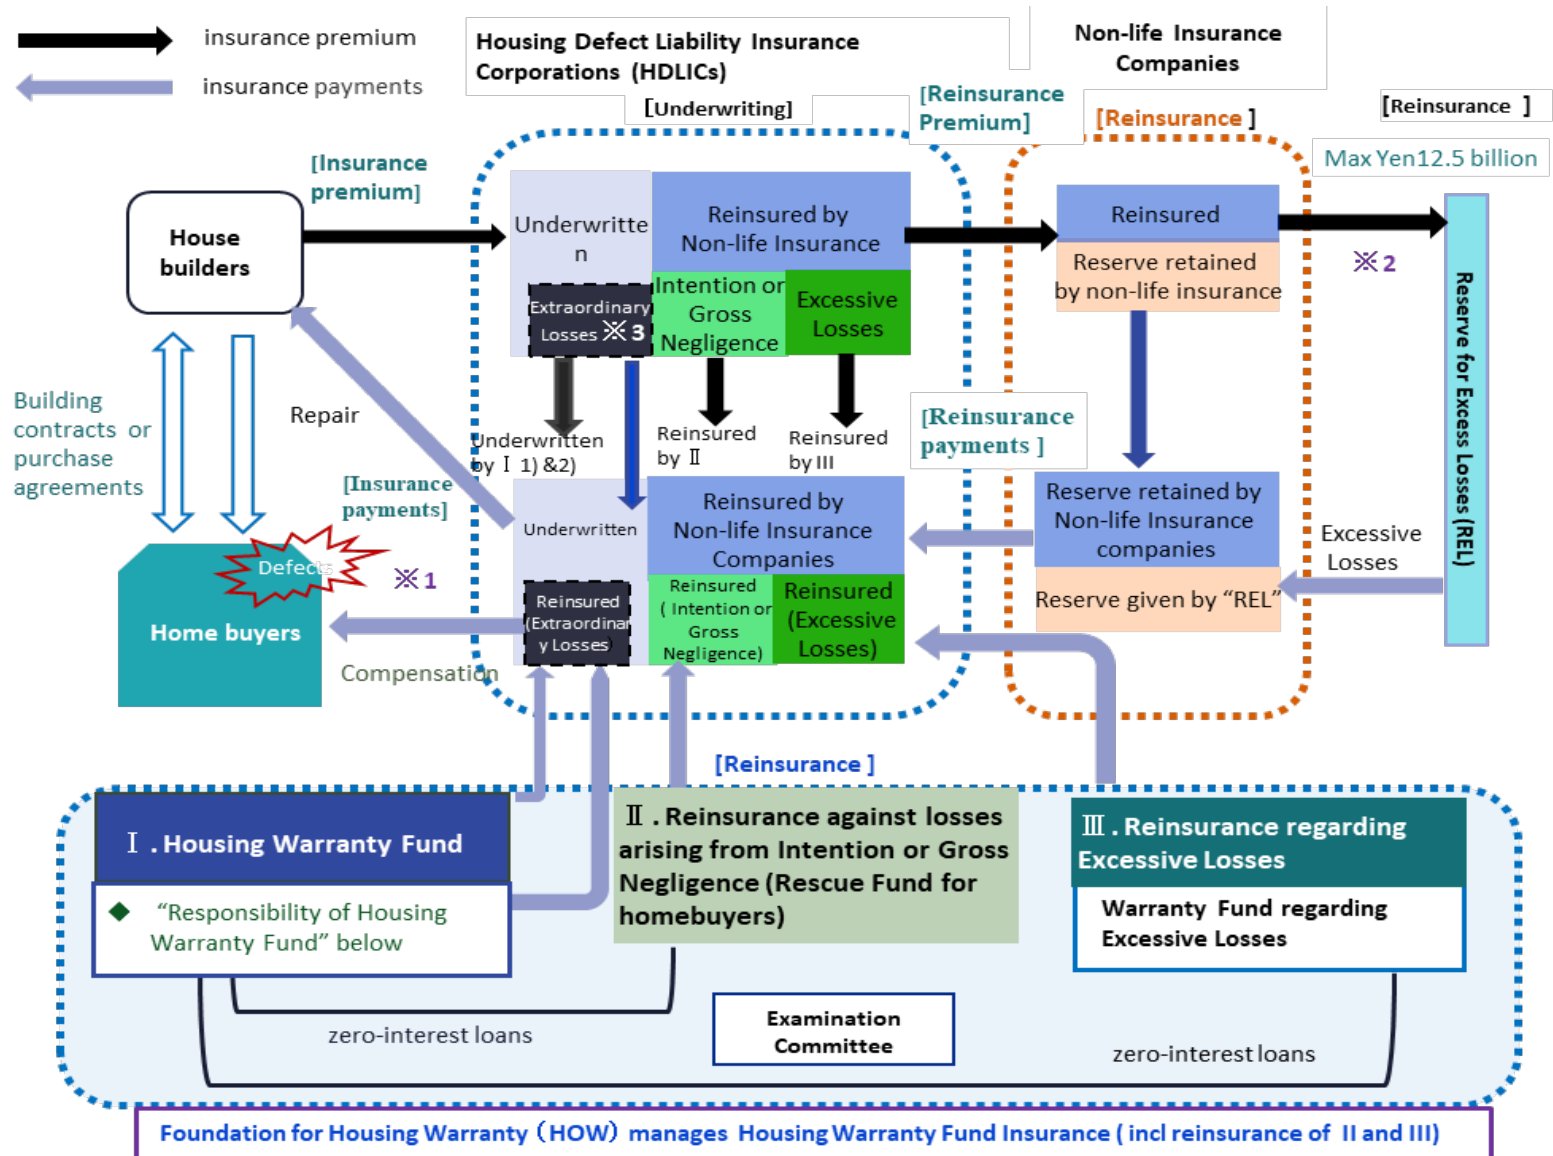 insurance premium
insurance payments
Housing Defect Liability Insurance
Corporations (HDLICs)
[Underwriting]
Non-life Insurance
Companies
[Reinsurance
Premium]
[Reinsurance ]
[Reinsurance ]
Max Yen12.5 billion
[Insurance
premium]
House
builders
Underwritte
n
Reinsured by
Non-life Insurance
Extraordinary
Losses ※3
Intention or
Gross
Negligence
Excessive
Losses
Reinsured
Reserve retained
by non-life insurance
※2
Reserve for Excess Losses (REL)
Building
contracts or
purchase
agreements
Repair
[Insurance
payments]
Underwritten
by Ⅰ 1) &2)
Reinsured
by Ⅱ
Reinsured
by III
[Reinsurance
payments ]
Underwritten
Reinsured by
Non-life Insurance
Companies
Reserve retained by
Non-life Insurance
companies
Excessive
Losses
Defects
※1
Home buyers
Compensation
Reinsured
(Extraordinar
y Losses)
Reinsured
( Intention or
Gross
Negligence)
Reinsured
(Excessive
Losses)
Reserve given by “REL”
[Reinsurance ]
Ⅰ . Housing Warranty Fund
◆ “Responsibility of Housing
Warranty Fund” below
Ⅱ . Reinsurance against losses
arising from Intention or Gross
Negligence (Rescue Fund for
homebuyers)
Ⅲ . Reinsurance regarding
Excessive Losses
Warranty Fund regarding
Excessive Losses
zero-interest loans
Examination
Committee
zero-interest loans
Foundation for Housing Warranty（HOW）manages Housing Warranty Fund Insurance ( incl reinsurance of II and III)